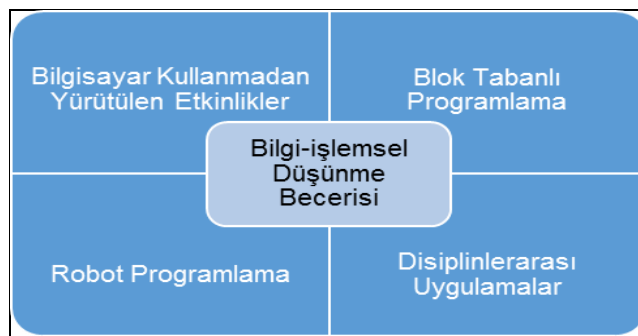 Bilgisayar Kullanmadan
Yürütülen Etkinlikler
Blok Tabanlı
Programlama
Bilgi-işlemsel
Düşünme
Becerisi
Robot Programlama
Disiplinlerarası
Uygulamalar